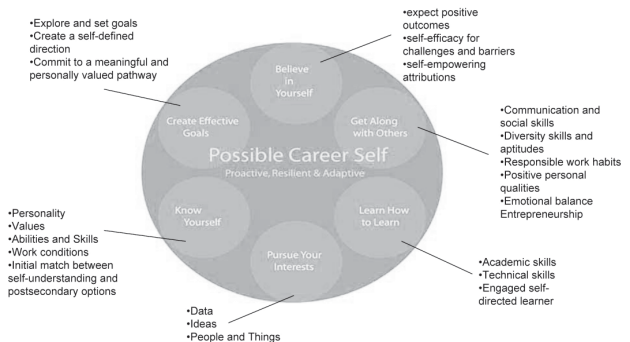 •Explore and set goals
•Create a self-defined
direction
•Commit to a meaningful and
personally valued pathway
•expect positive
outcomes
•self-efficacy for
challenges and barriers
•self-empowering
attributions
Believe
in
Yourself
Create Effective
Goals
Get Along
with Others
•Communication and
social skills
•Diversity skills and
aptitudes
•Responsible work habits
•Positive personal
qualities
•Emotional balance
Entrepreneurship
Possible Career Self
Proactive, Resilient & Adaptive
Know
Yourself
Learn How
to Learn
•Personality
•Values
•Abilities and Skills
•Work conditions
•Initial match between
self-understanding and
postsecondary options
Pursue Your
Interests
•Academic skills
•Technical skills
•Engaged self-
directed learner
•Data
•Ideas
•People and Things